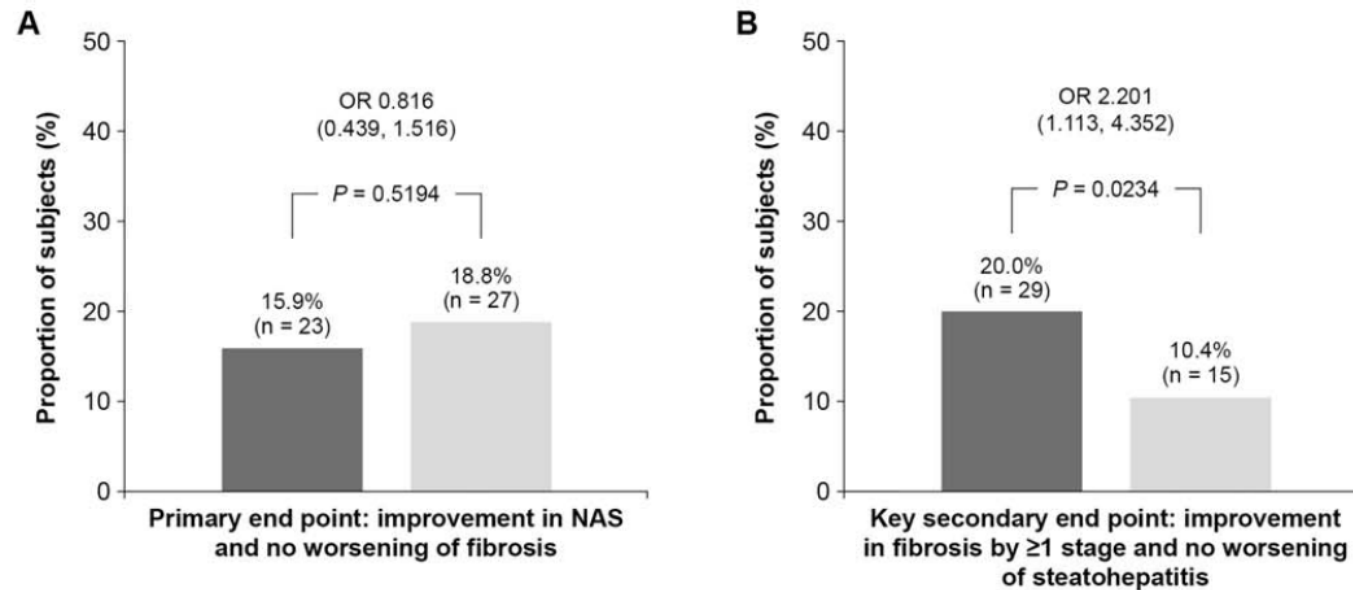 A
Proportion of subjects (%)
50
40
30
20
10
0
OR 0.816
(0.439, 1.516)
P = 0.5194
15.9%
(n = 23)
18.8%
(n = 27)
Primary end point: improvement in NAS
and no worsening of fibrosis
B
Proportion of subjects (%)
50
40
30
20
10
0
OR 2.201
(1.113, 4.352)
P = 0.0234
20.0%
(n = 29)
10.4%
(n = 15)
Key secondary end point: improvement
in fibrosis by ≥1 stage and no worsening
of steatohepatitis